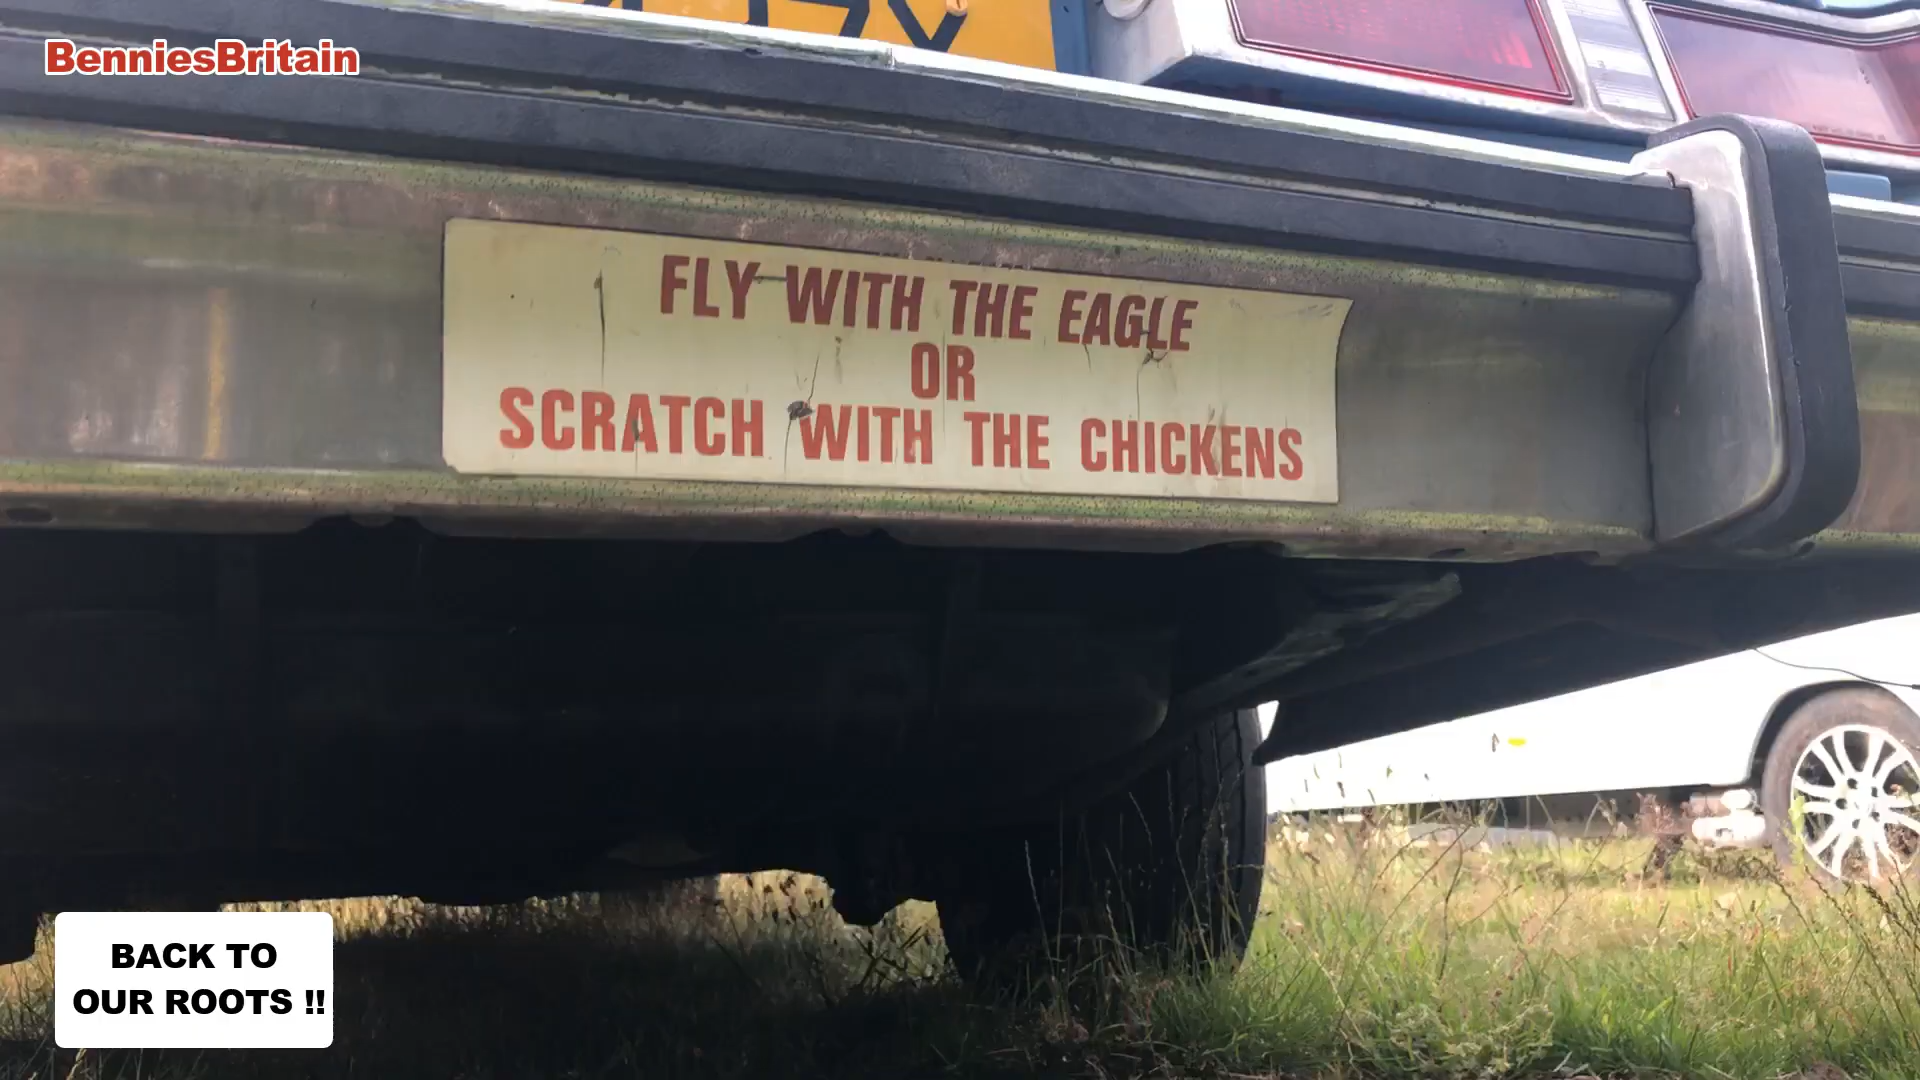 BenniesBritain
FLY WITH THE EAGLE
OR
SCRATCH WITH THE CHICKENS
BACK TO
OUR ROOTS !!